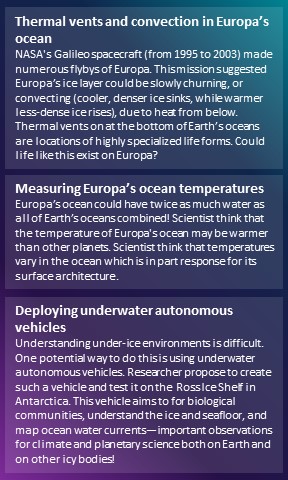 Thermal vents and convection in Europa's
ocean
NASA's Galileo spacecraft (from 1995 to 2003) made
numerous flybys of Europa. This mission suggested
Europa's ice layer could be slowly churning, or
convecting (cooler, denser ice sinks, while warmer
less-dense ice rises), due to heat from below.
Thermal vents on at the bottom of Earth's oceans
are locations of highly specialized life forms. Could
life like this exist on Europa?
Measuring Europa's ocean temperatures
Europa's ocean could have twice as much water as
all of Earth's oceans combined! Scientist think that
the temperature of Europa's ocean may be warmer
than other planets. Scientist think that temperatures
vary in the ocean which is in part response for its
surface architecture.
Deploying underwater autonomous
vehicles
Understanding under-ice environments is difficult.
One potential way to do this is using underwater
autonomous vehicles. Researcher propose to create
such a vehicle and test it on the Ross Ice Shelf in
Antarctica. This vehicle aims to for biological
communities, understand the ice and seafloor, and
map ocean water currents—important observations
for climate and planetary science both on Earth and
on other icy bodies!